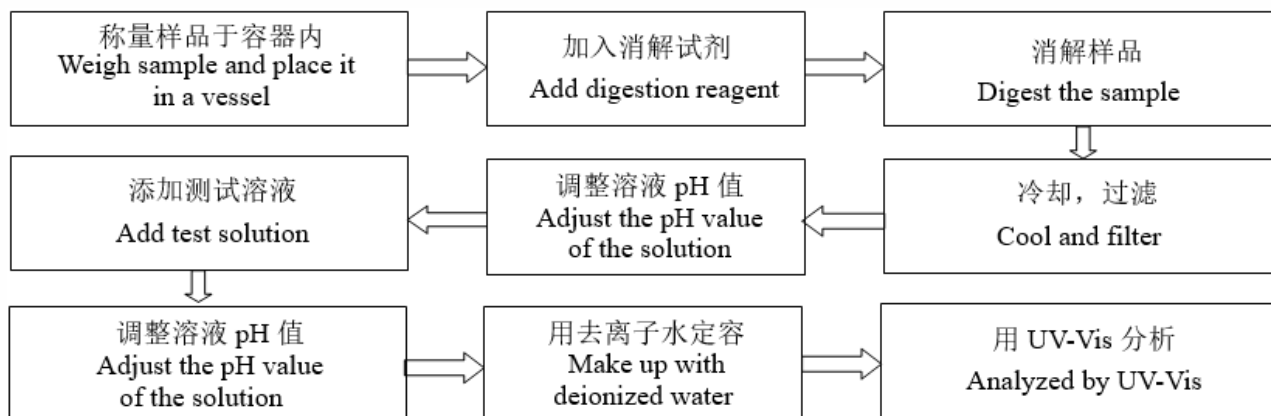 称量样品于容器内
Weigh sample and place it
in a vessel
加入消解试剂
Add digestion reagent
消解样品
Digest the sample
冷却，过滤
Cool and filter
调整溶液 pH 值
Adjust the pH value
of the solution
添加测试溶液
Add test solution
调整溶液 pH 值
Adjust the pH value
of the solution
用去离子水定容
Make up with
deionized water
用 UV-Vis 分析
Analyzed by UV-Vis